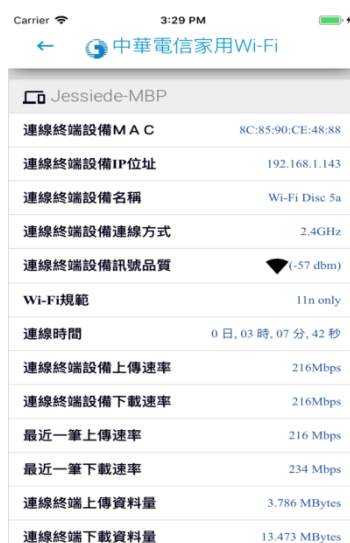 Carrier 3:29 PM
← 中華電信家用Wi-Fi
Jessiede-MBP
連線終端設備MAC 8C:85:90:CE:48:88
連線終端設備IP位址 192.168.1.143
連線終端設備名稱 Wi-Fi Disc 5a
連線終端設備連線方式 2.4GHz
連線終端設備訊號品質 (-57 dbm)
Wi-Fi規範 11n only
連線時間 0 日, 03 時, 07 分, 42 秒
連線終端設備上傳速率 216Mbps
連線終端設備下載速率 216Mbps
最近一筆上傳速率 216 Mbps
最近一筆下載速率 234 Mbps
連線終端上傳資料量 3.786 MBytes
連線終端下載資料量 13.473 MBytes